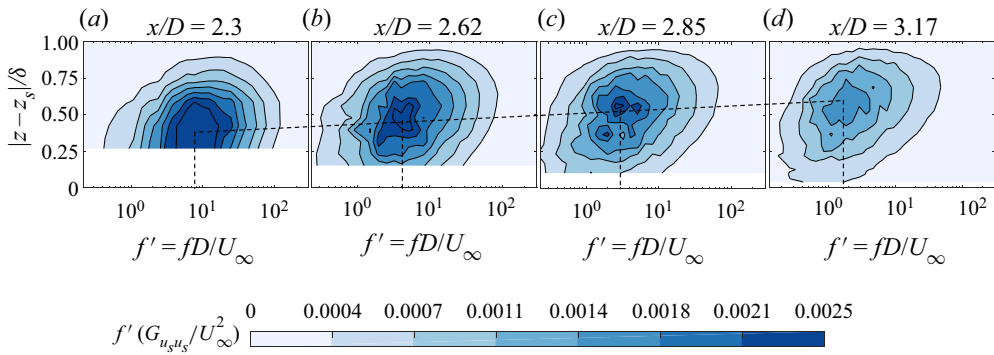 (a) x/D = 2.3 (b) x/D = 2.62 (c) x/D = 2.85 (d) x/D = 3.17
1.00
0.75
0.50
0.25
0
|z − z_s|/δ
10^0 10^1 10^2 10^0 10^1 10^2 10^0 10^1 10^2 10^0 10^1 10^2
f′ = fD/U_∞ f′ = fD/U_∞ f′ = fD/U_∞ f′ = fD/U_∞
0 0.0004 0.0007 0.0011 0.0014 0.0018 0.0021 0.0025
f′ (G_{u_s u_s}/U_∞^2)